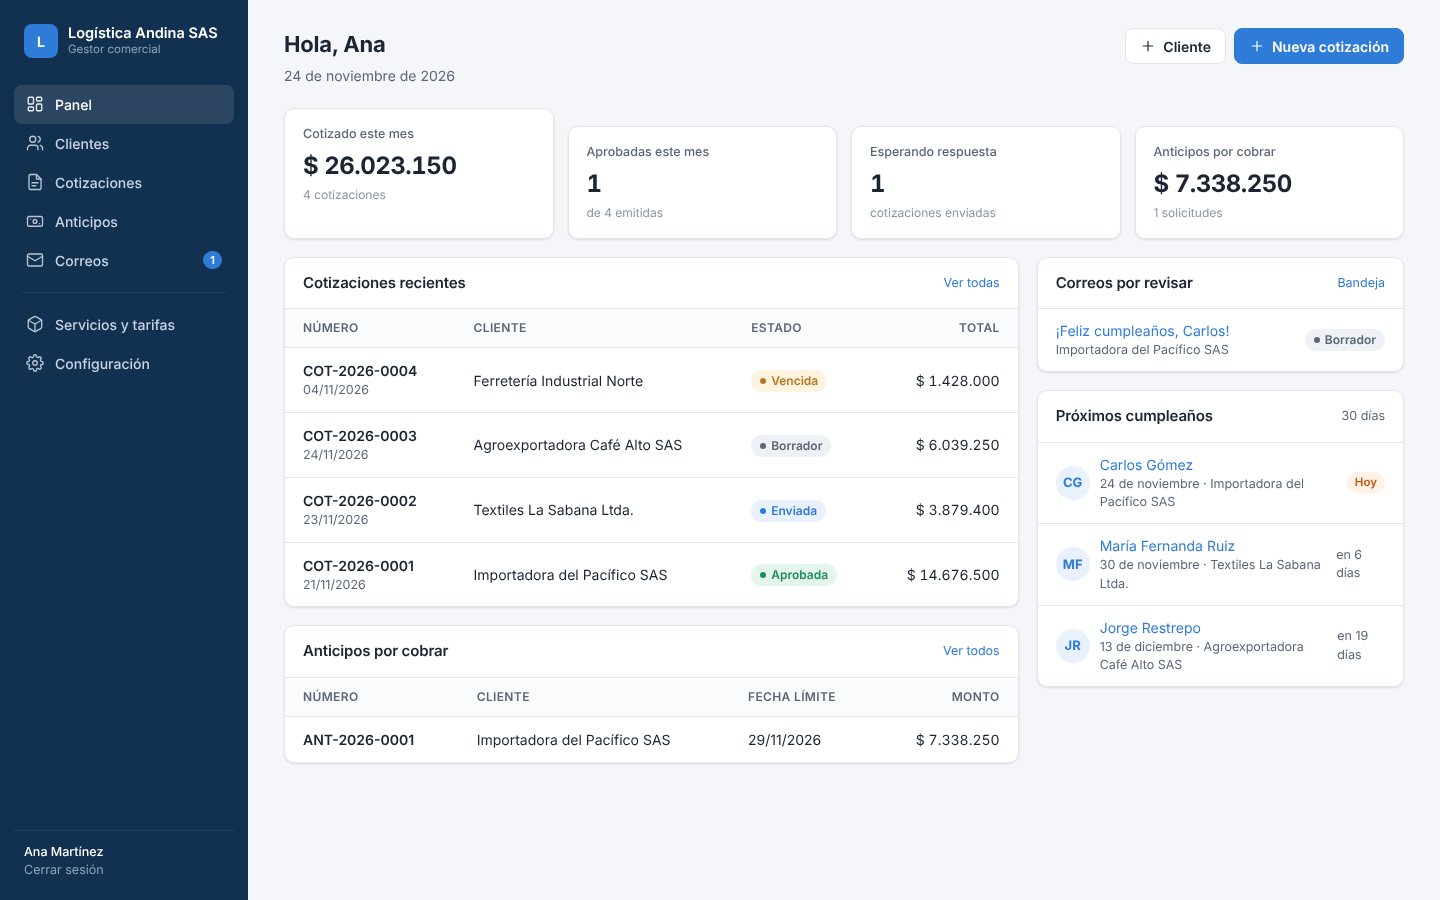 L
Logística Andina SAS
Gestor comercial
Panel
Clientes
Cotizaciones
Anticipos
Correos
1
Servicios y tarifas
Configuración
Ana Martínez
Cerrar sesión
Hola, Ana
24 de noviembre de 2026
Cliente
Nueva cotización
Cotizado este mes
$ 26.023.150
4 cotizaciones
Aprobadas este mes
1
de 4 emitidas
Esperando respuesta
1
cotizaciones enviadas
Anticipos por cobrar
$ 7.338.250
1 solicitudes
Cotizaciones recientes
Ver todas
NÚMERO CLIENTE ESTADO TOTAL
COT-2026-0004
04/11/2026
Ferretería Industrial Norte
Vencida
$ 1.428.000
COT-2026-0003
24/11/2026
Agroexportadora Café Alto SAS
Borrador
$ 6.039.250
COT-2026-0002
23/11/2026
Textiles La Sabana Ltda.
Enviada
$ 3.879.400
COT-2026-0001
21/11/2026
Importadora del Pacífico SAS
Aprobada
$ 14.676.500
Anticipos por cobrar
Ver todos
NÚMERO CLIENTE FECHA LÍMITE MONTO
ANT-2026-0001 Importadora del Pacífico SAS 29/11/2026 $ 7.338.250
Correos por revisar
Bandeja
¡Feliz cumpleaños, Carlos!
Importadora del Pacífico SAS
Borrador
Próximos cumpleaños
30 días
CG
Carlos Gómez
24 de noviembre · Importadora del
Pacífico SAS
Hoy
MF
María Fernanda Ruiz
30 de noviembre · Textiles La Sabana
Ltda.
en 6
días
JR
Jorge Restrepo
13 de diciembre · Agroexportadora
Café Alto SAS
en 19
días